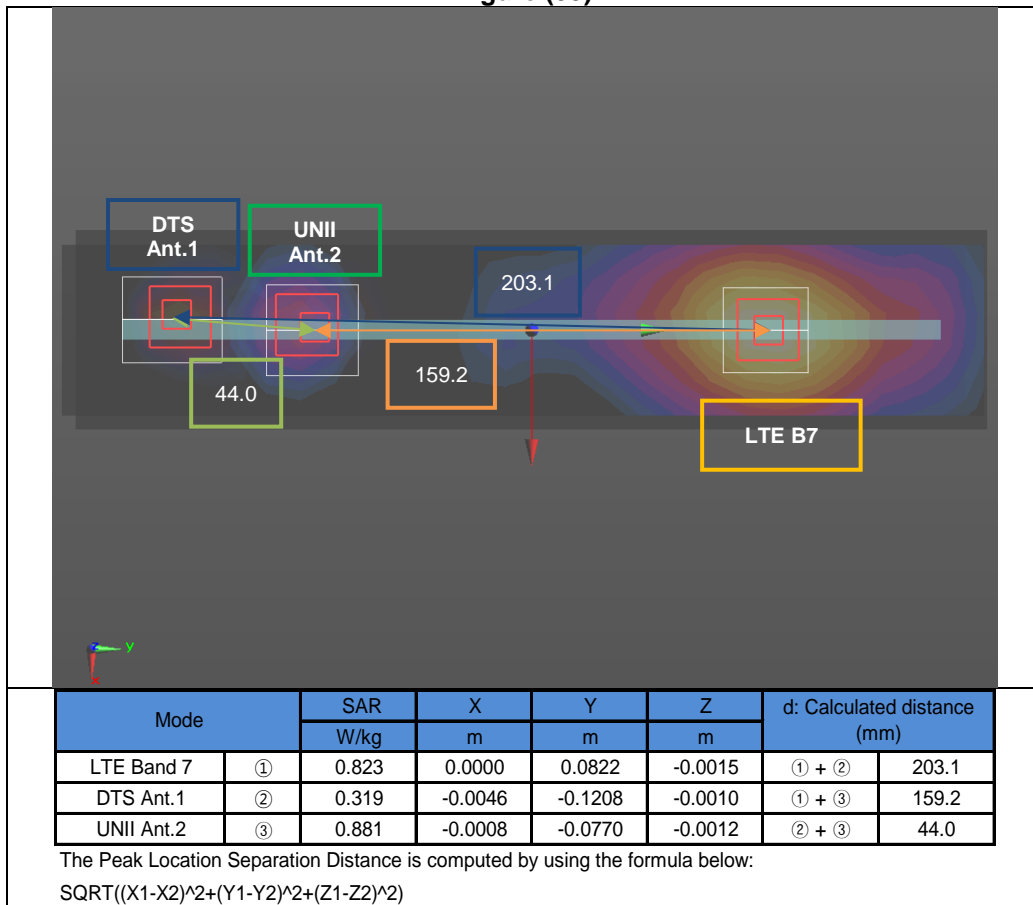 DTS
Ant.1
UNII
Ant.2
203.1
159.2
44.0
LTE B7
y
Mode SAR X Y Z d: Calculated distance (mm)
W/kg m m m
LTE Band 7 ① 0.823 0.0000 0.0822 -0.0015 ① + ② 203.1
DTS Ant.1 ② 0.319 -0.0046 -0.1208 -0.0010 ① + ③ 159.2
UNII Ant.2 ③ 0.881 -0.0008 -0.0770 -0.0012 ② + ③ 44.0
The Peak Location Separation Distance is computed by using the formula below:
SQRT((X1-X2)^2+(Y1-Y2)^2+(Z1-Z2)^2)